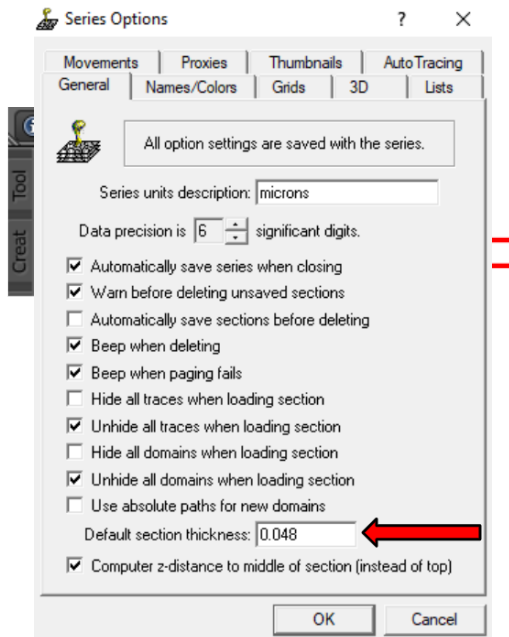 Series Options ? ×
Movements Proxies Thumbnails AutoTracing
General Names/Colors Grids 3D Lists
All option settings are saved with the series.
Series units description: microns
Data precision is 6 significant digits.
Automatically save series when closing
Warn before deleting unsaved sections
Automatically save sections before deleting
Beep when deleting
Beep when paging fails
Hide all traces when loading section
Unhide all traces when loading section
Hide all domains when loading section
Unhide all domains when loading section
Use absolute paths for new domains
Default section thickness: 0.048
Computer z-distance to middle of section (instead of top)
OK Cancel
Tool
Creat